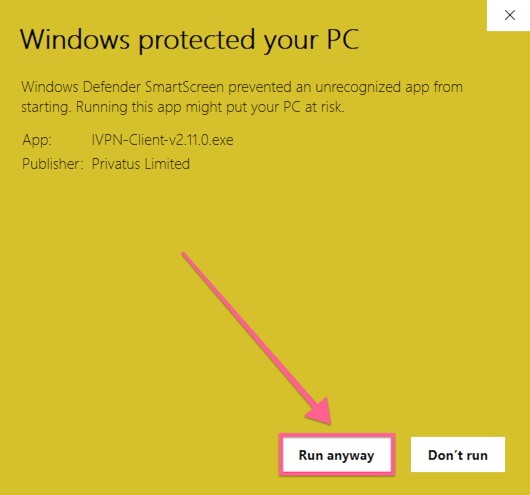 Windows protected your PC
Windows Defender SmartScreen prevented an unrecognized app from
starting. Running this app might put your PC at risk.
App: IVPN-Client-v2.11.0.exe
Publisher: Privatus Limited
Run anyway Don’t run